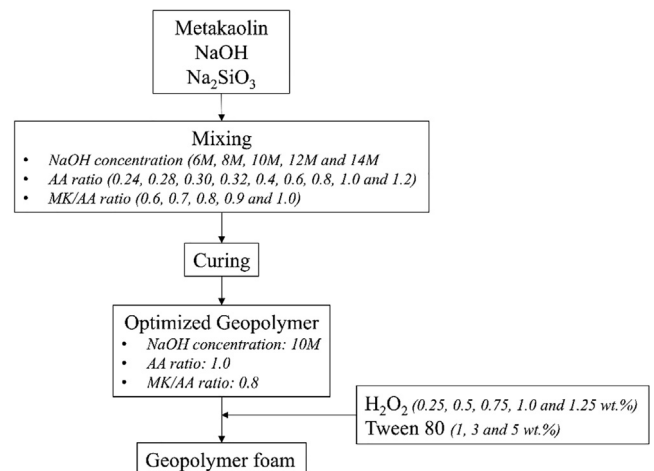 Metakaolin
NaOH
Na₂SiO₃
Mixing
• NaOH concentration (6M, 8M, 10M, 12M and 14M
• AA ratio (0.24, 0.28, 0.30, 0.32, 0.4, 0.6, 0.8, 1.0 and 1.2)
• MK/AA ratio (0.6, 0.7, 0.8, 0.9 and 1.0)
Curing
Optimized Geopolymer
• NaOH concentration: 10M
• AA ratio: 1.0
• MK/AA ratio: 0.8
H₂O₂ (0.25, 0.5, 0.75, 1.0 and 1.25 wt.%)
Tween 80 (1, 3 and 5 wt.%)
Geopolymer foam